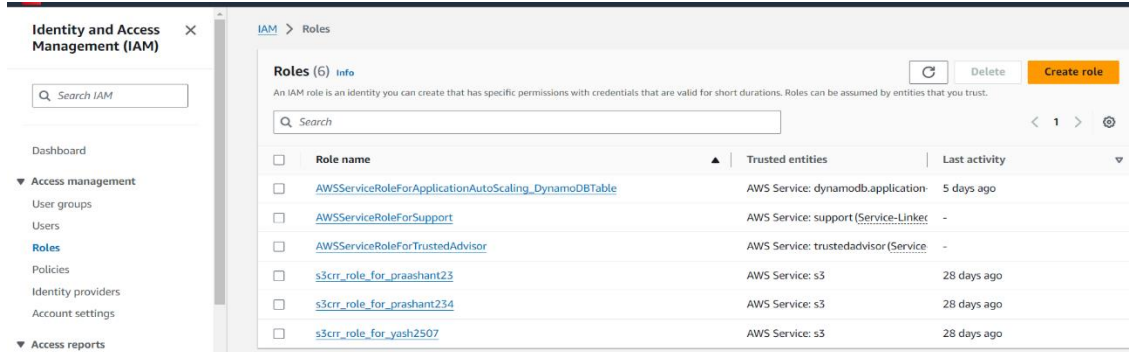 Identity and Access Management (IAM)
Search IAM
Dashboard
Access management
User groups
Users
Roles
Policies
Identity providers
Account settings
Access reports
IAM > Roles
Roles (6) Info
Delete
Create role
An IAM role is an identity you can create that has specific permissions with credentials that are valid for short durations. Roles can be assumed by entities that you trust.
Search
1
Role name Trusted entities Last activity
AWSServiceRoleForApplicationAutoScaling_DynamoDBTable AWS Service: dynamodb.application- 5 days ago
AWSServiceRoleForSupport AWS Service: support (Service-Linked -
AWSServiceRoleForTrustedAdvisor AWS Service: trustedadvisor (Service -
s3crr_role_for_praashant23 AWS Service: s3 28 days ago
s3crr_role_for_prashant234 AWS Service: s3 28 days ago
s3crr_role_for_yash2507 AWS Service: s3 28 days ago